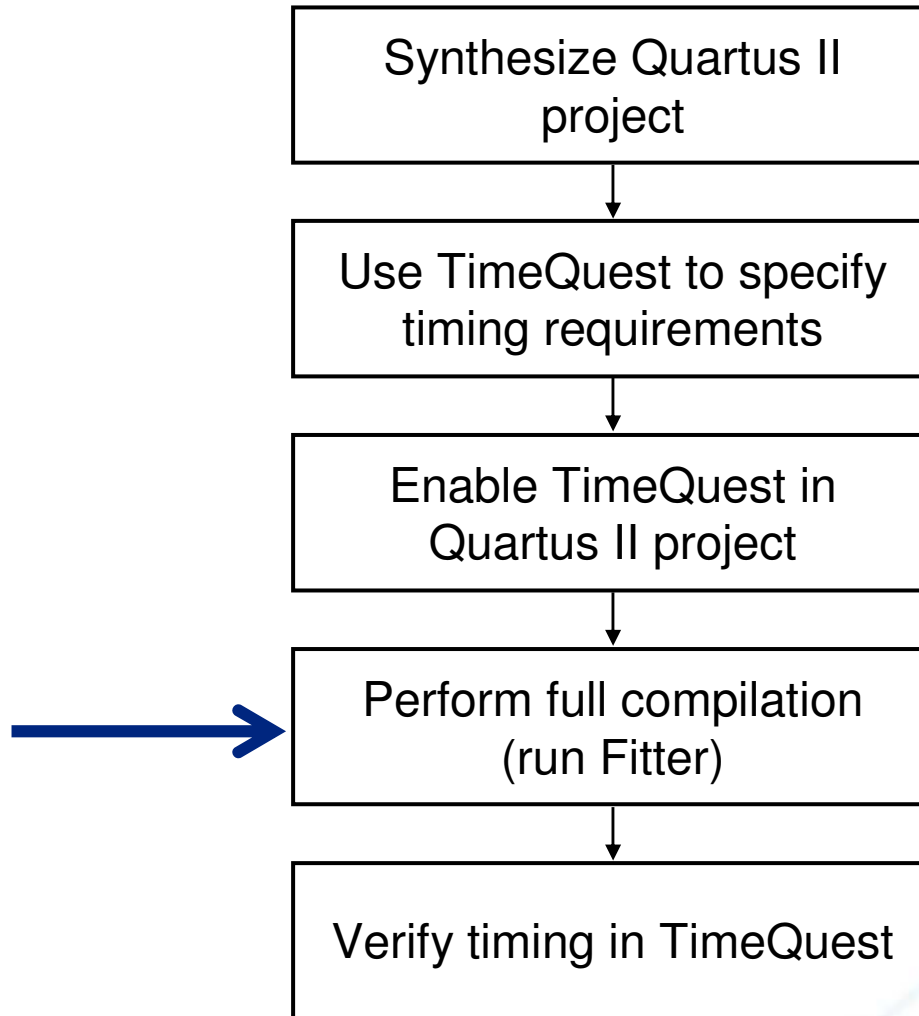 Synthesize Quartus II
project
Use TimeQuest to specify
timing requirements
Enable TimeQuest in
Quartus II project
Perform full compilation
(run Fitter)
Verify timing in TimeQuest